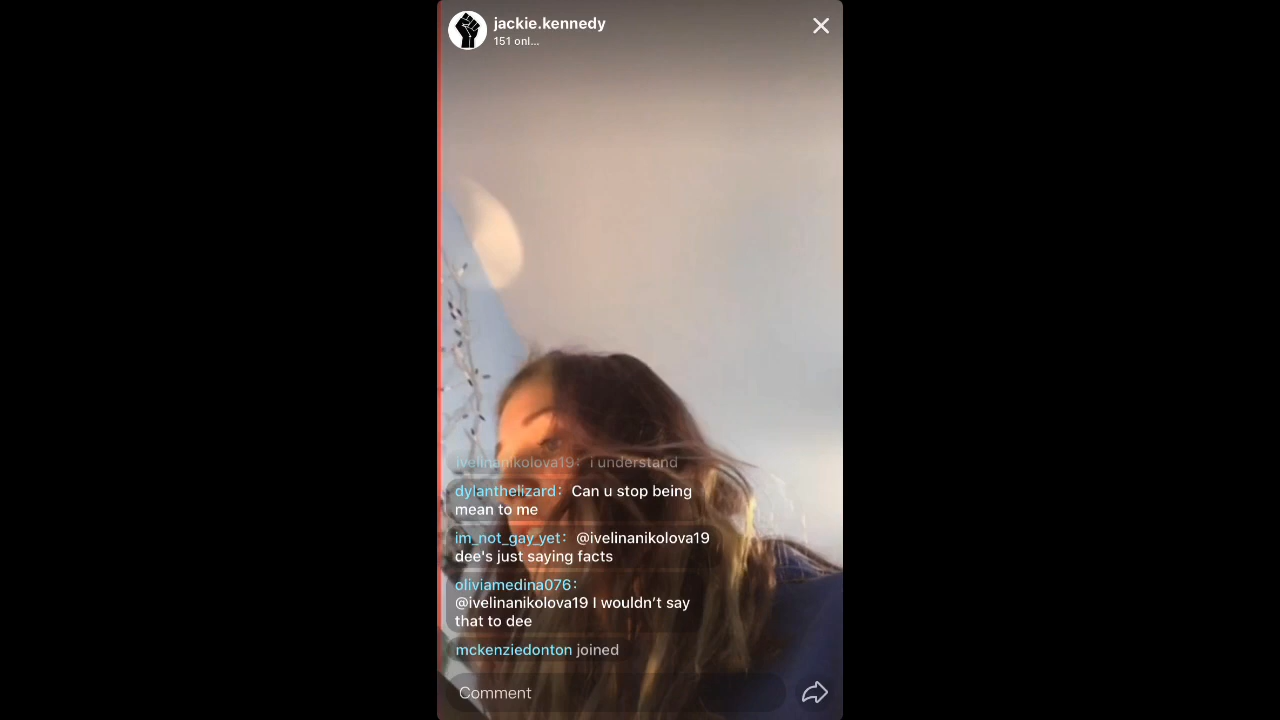 jackie.kennedy
151 onl...
ivelinanikolova19: I understand
dylanthelizard: Can u stop being
mean to me
im_not_gay_yet: @ivelinanikolova19
dee's just saying facts
oliviamedina076:
@ivelinanikolova19 I wouldn’t say
that to dee
mckenziedonton joined
Comment